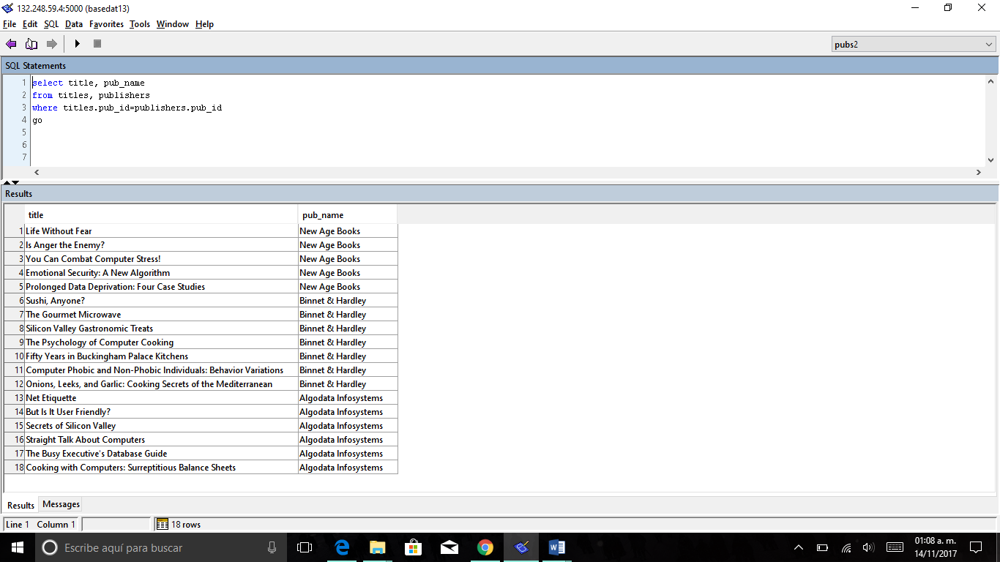 132.248.59.4:5000 (basedat13)
File Edit SQL Data Favorites Tools Window Help
pubs2
SQL Statements
1 select title, pub_name
2 from titles, publishers
3 where titles.pub_id=publishers.pub_id
4 go
5
6
7
Results
title pub_name
1 Life Without Fear New Age Books
2 Is Anger the Enemy? New Age Books
3 You Can Combat Computer Stress! New Age Books
4 Emotional Security: A New Algorithm New Age Books
5 Prolonged Data Deprivation: Four Case Studies New Age Books
6 Sushi, Anyone? Binnet & Hardley
7 The Gourmet Microwave Binnet & Hardley
8 Silicon Valley Gastronomic Treats Binnet & Hardley
9 The Psychology of Computer Cooking Binnet & Hardley
10 Fifty Years in Buckingham Palace Kitchens Binnet & Hardley
11 Computer Phobic and Non-Phobic Individuals: Behavior Variations Binnet & Hardley
12 Onions, Leeks, and Garlic: Cooking Secrets of the Mediterranean Binnet & Hardley
13 Net Etiquette Algodata Infosystems
14 But Is It User Friendly? Algodata Infosystems
15 Secrets of Silicon Valley Algodata Infosystems
16 Straight Talk About Computers Algodata Infosystems
17 The Busy Executive's Database Guide Algodata Infosystems
18 Cooking with Computers: Surreptitious Balance Sheets Algodata Infosystems
Results Messages
Line 1 Column 1 18 rows
Escribe aquí para buscar
01:08 a. m.
14/11/2017